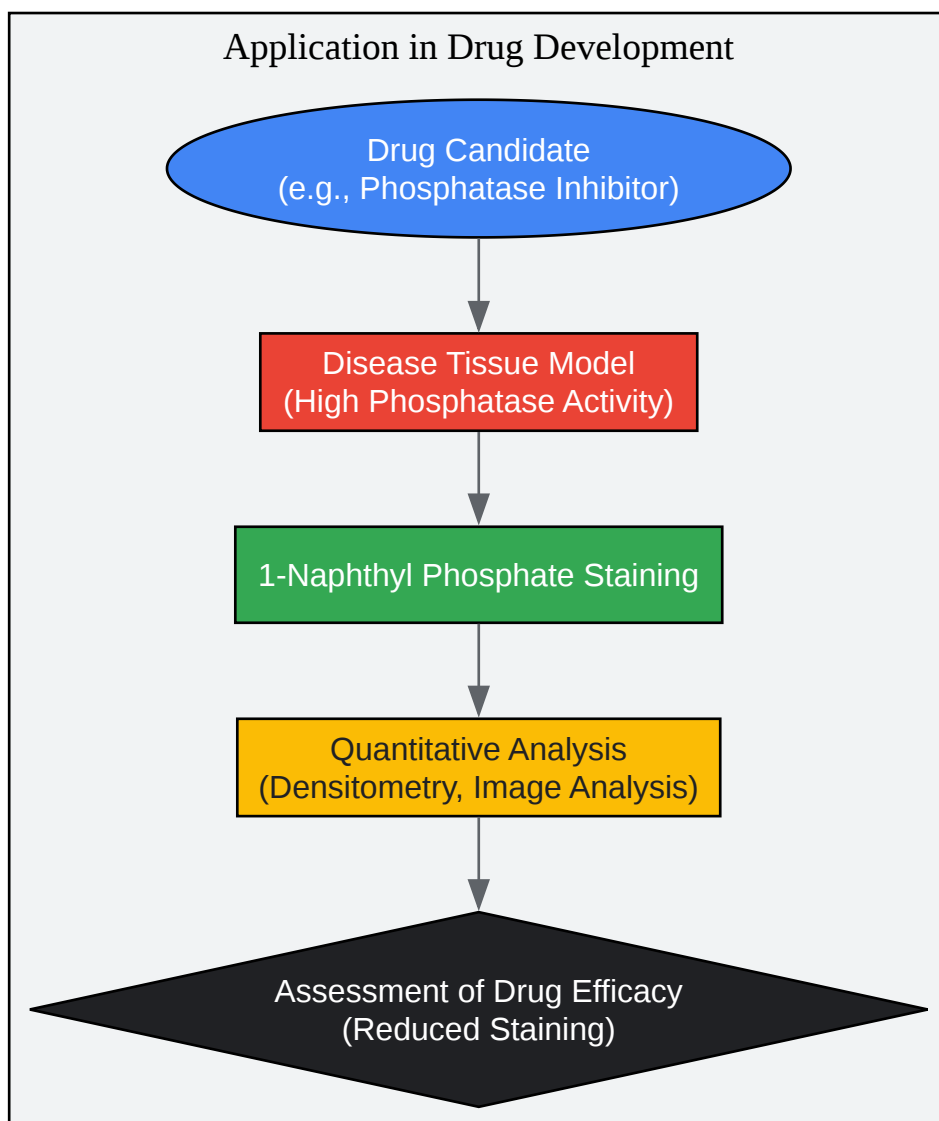 Application in Drug Development
Drug Candidate
(e.g., Phosphatase Inhibitor)
Disease Tissue Model
(High Phosphatase Activity)
1-Naphthyl Phosphate Staining
Quantitative Analysis
(Densitometry, Image Analysis)
Assessment of Drug Efficacy
(Reduced Staining)